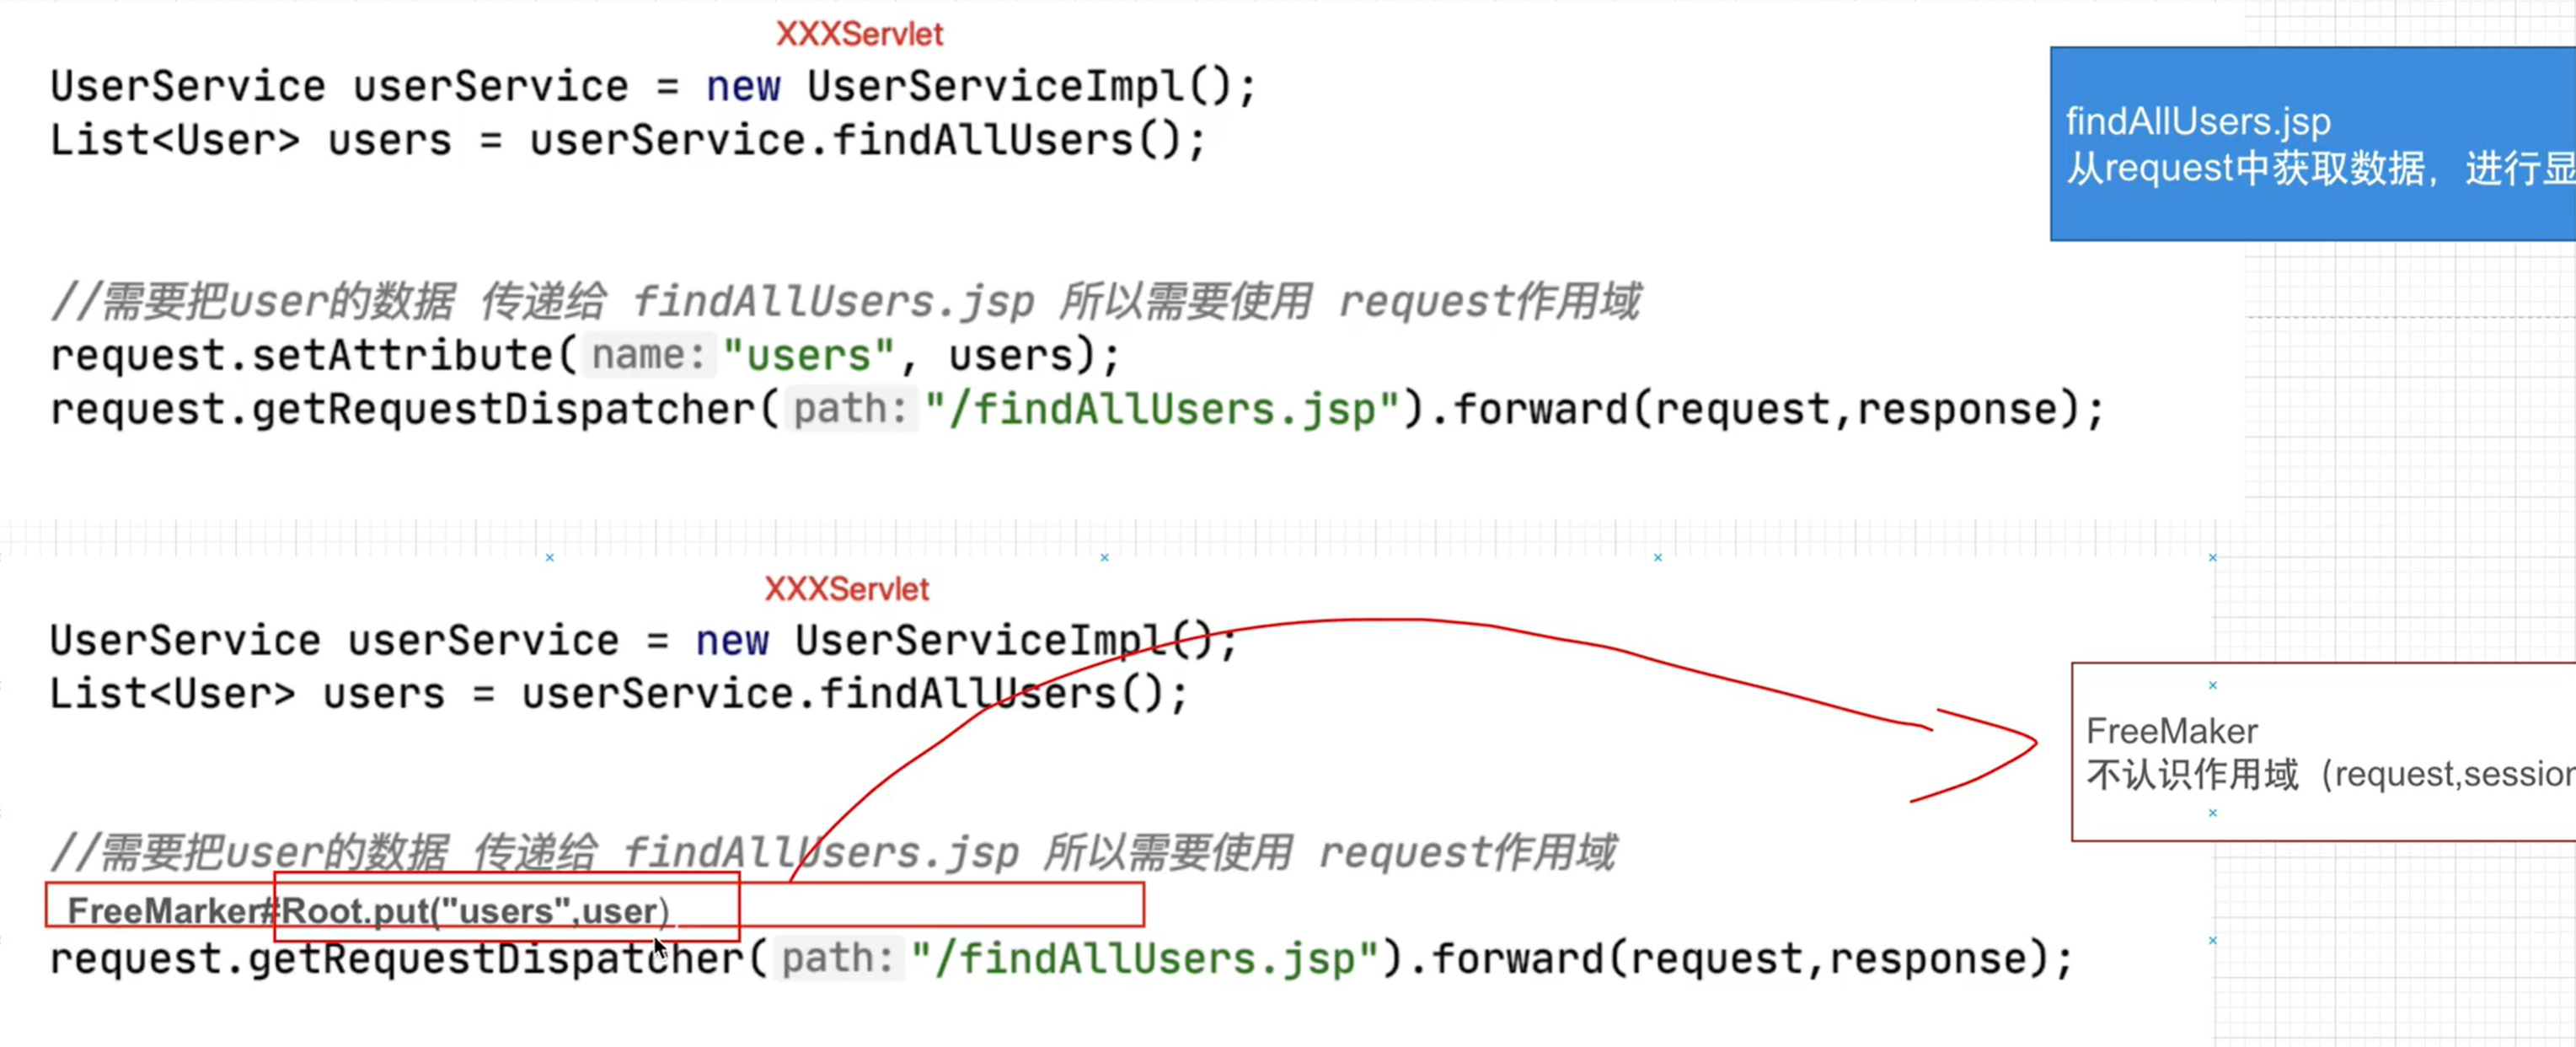 XXXServlet
UserService userService = new UserServiceImpl();
List<User> users = userService.findAllUsers();
findAllUsers.jsp
从request中获取数据，进行显
//需要把user的数据 传递给 findAllUsers.jsp 所以需要使用 request作用域
request.setAttribute( name: "users", users);
request.getRequestDispatcher( path: "/findAllUsers.jsp").forward(request,response);
XXXServlet
UserService userService = new UserServiceImpl();
List<User> users = userService.findAllUsers();
FreeMaker
不认识作用域（request,session
//需要把user的数据 传递给 findAllUsers.jsp 所以需要使用 request作用域
FreeMarker#Root.put("users",user)
request.getRequestDispatcher( path: "/findAllUsers.jsp").forward(request,response);